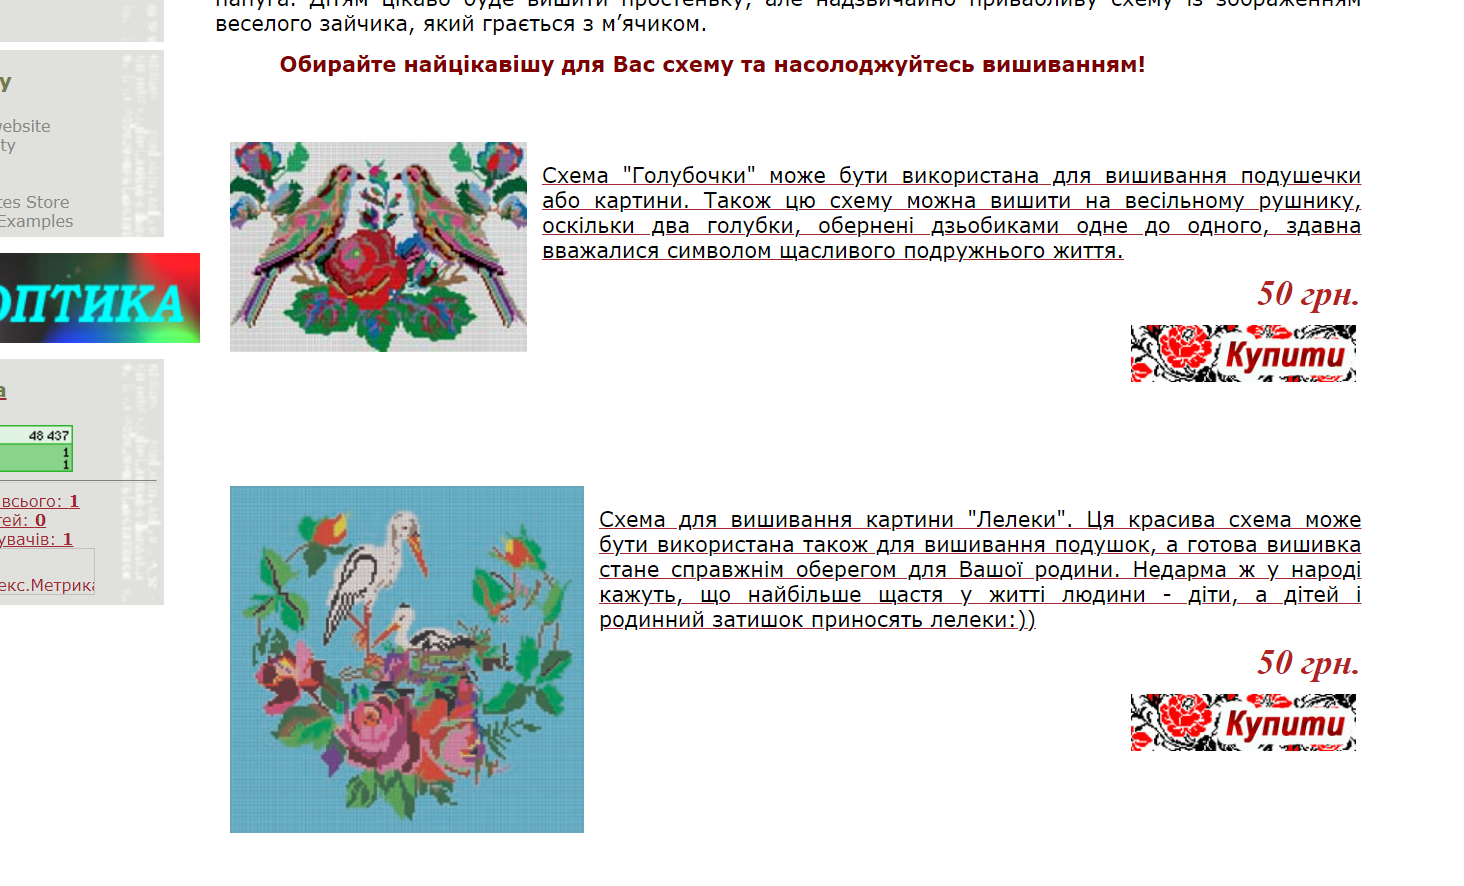 веселого зайчика, який грається з м’ячиком.
Обирайте найцікавішу для Вас схему та насолоджуйтесь вишиванням!
Схема "Голубочки" може бути використана для вишивання подушечки
або картини. Також цю схему можна вишити на весільному рушнику,
оскільки два голубки, обернені дзьобиками одне до одного, здавна
вважалися символом щасливого подружнього життя.
50 грн.
Купити
Схема для вишивання картини "Лелеки". Ця красива схема може
бути використана також для вишивання подушок, а готова вишивка
стане справжнім оберегом для Вашої родини. Недарма ж у народі
кажуть, що найбільше щастя у житті людини - діти, а дітей і
родинний затишок приносять лелеки:))
50 грн.
Купити
у
website
ty
tes Store
Examples
ОПТИКА
а
48 437
1
1
всього: 1
тей: 0
увачів: 1
екс.Метрика